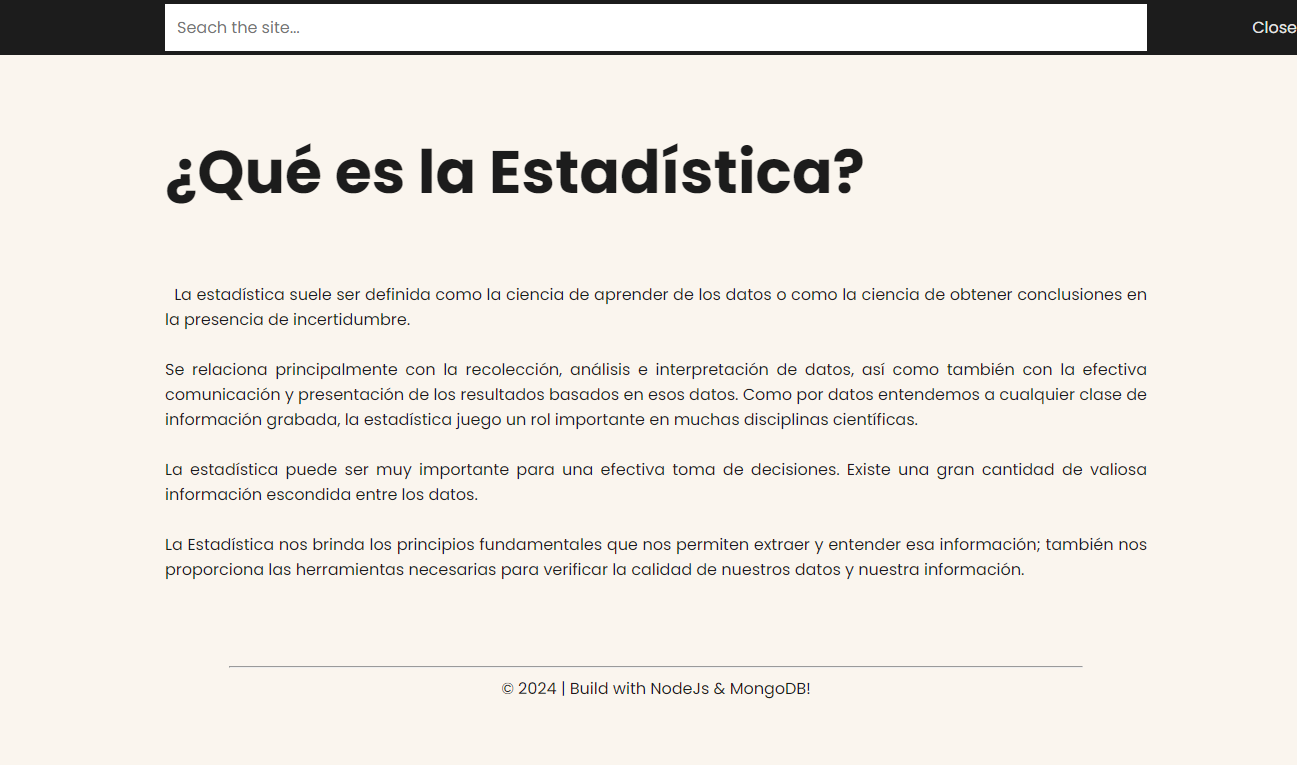 Seach the site...
Close
¿Qué es la Estadística?
La estadística suele ser definida como la ciencia de aprender de los datos o como la ciencia de obtener conclusiones en
la presencia de incertidumbre.
Se relaciona principalmente con la recolección, análisis e interpretación de datos, así como también con la efectiva
comunicación y presentación de los resultados basados en esos datos. Como por datos entendemos a cualquier clase de
información grabada, la estadística juego un rol importante en muchas disciplinas científicas.
La estadística puede ser muy importante para una efectiva toma de decisiones. Existe una gran cantidad de valiosa
información escondida entre los datos.
La Estadística nos brinda los principios fundamentales que nos permiten extraer y entender esa información; también nos
proporciona las herramientas necesarias para verificar la calidad de nuestros datos y nuestra información.
© 2024 | Build with NodeJs & MongoDB!